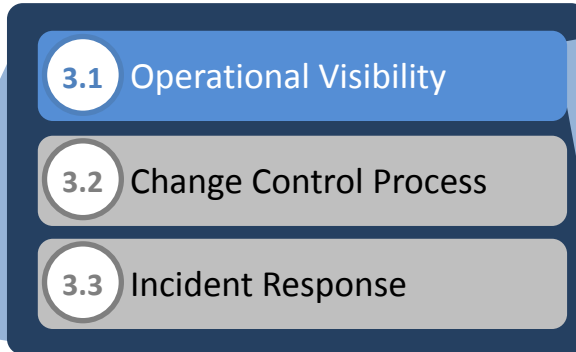 3.1 Operational Visibility
3.2 Change Control Process
3.3 Incident Response